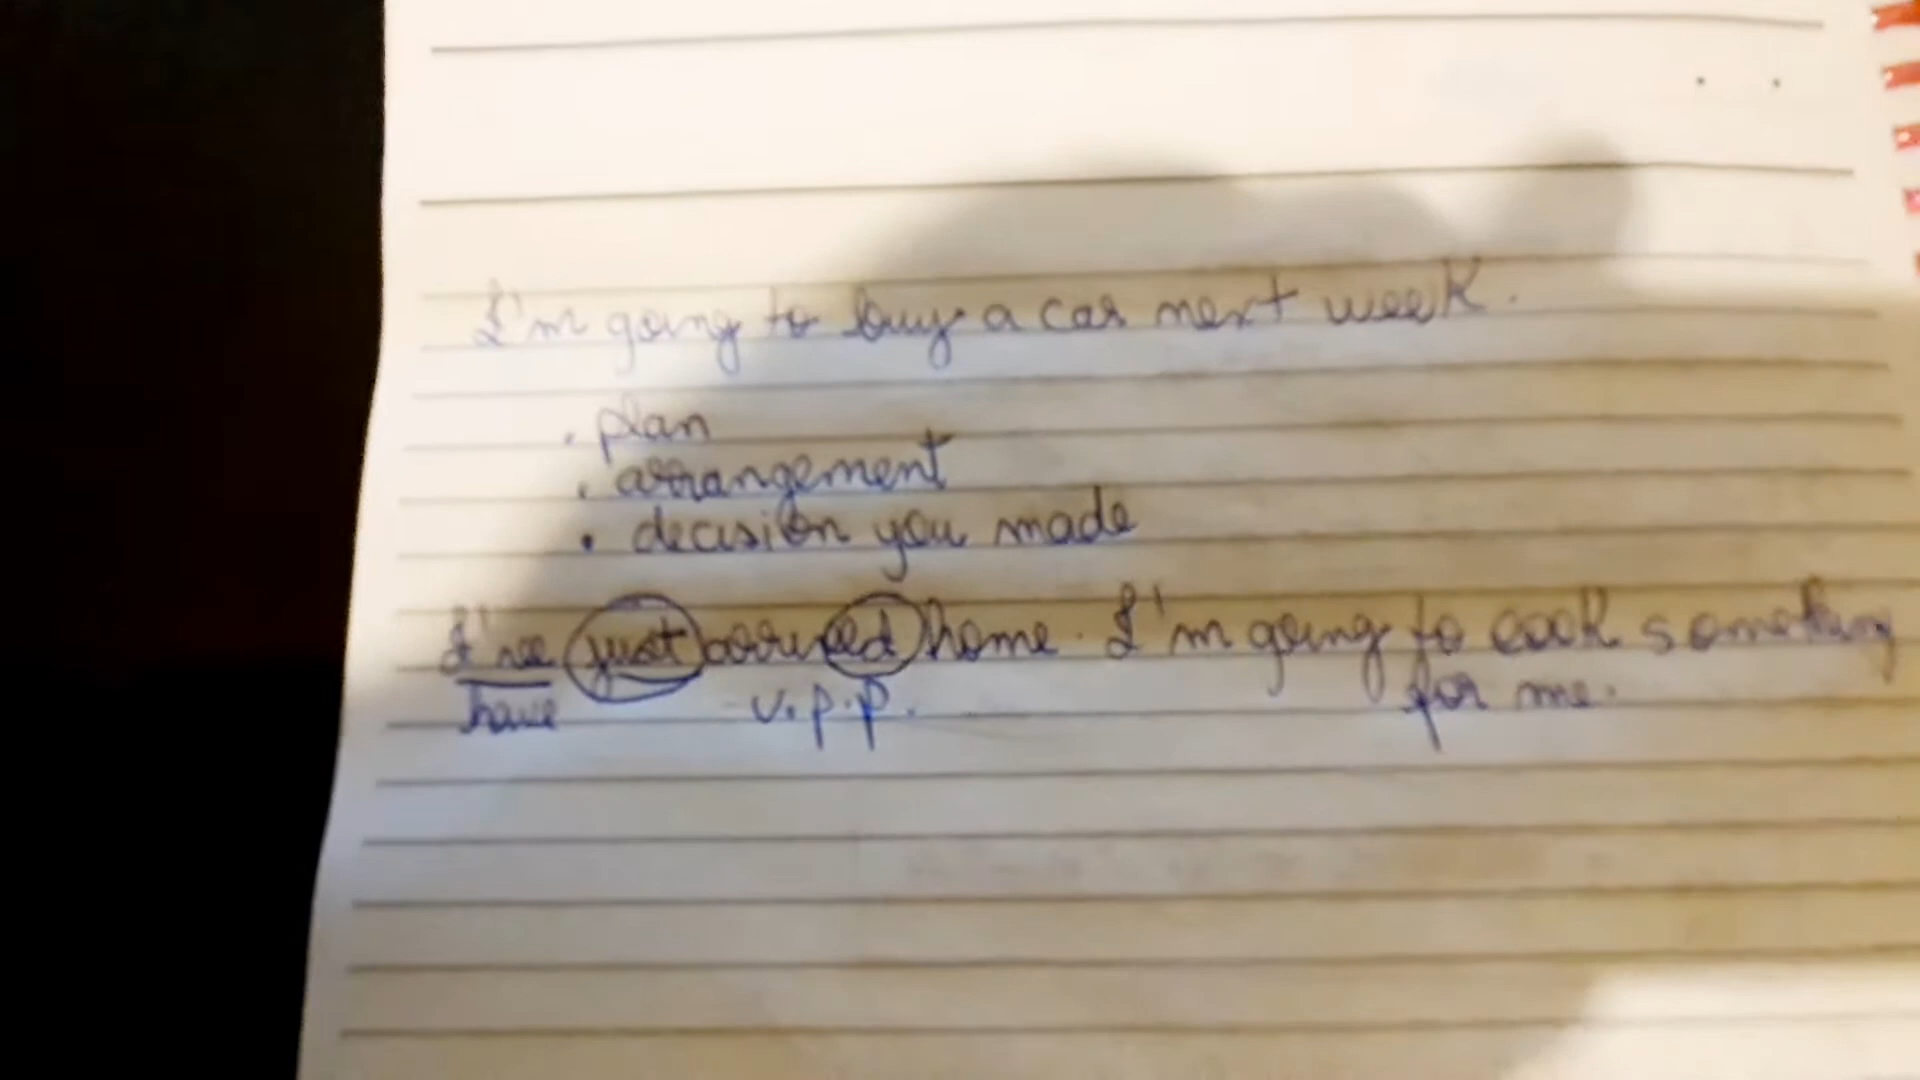 I'm going to buy a car next week.
. plan
. arrangement
. decision you made
I've just arrived home. I'm going to cook something
have v.p.p. for me.